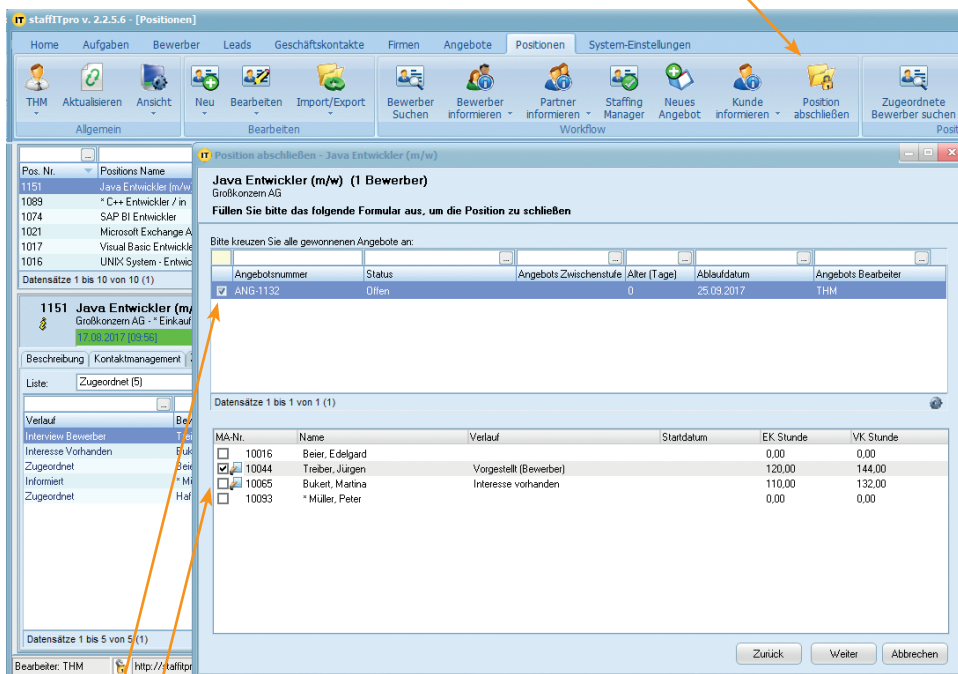 staffITpro v. 2.2.5.6 - [Positionen]
Home Aufgaben Bewerber Leads Geschäftskontakte Firmen Angebote Positionen System-Einstellungen
THM Aktualisieren Ansicht Neu Bearbeiten Import/Export Bewerber Suchen Bewerber informieren Partner informieren Staffing Manager Neues Angebot Kunde informieren Position abschließen Zugeordnete Bewerber suchen
Allgemein Bearbeiten Workflow
Pos. Nr. Positions Name
1151 Java Entwickler (m/w
1089 * C++ Entwickler / in
1074 SAP BI Entwickler
1021 Microsoft Exchange A
1017 Visual Basic Entwickle
1016 UNIX System - Entwic
Datensätze 1 bis 10 von 10 (1)
1151 Java Entwickler (m/
Großkonzern AG - * Einkauf
17.08.2017 [09:56]
Beschreibung Kontaktmanagement
Liste: Zugeordnet (5)
Verlauf
Interview Bewerber
Interesse Vorhanden
Zugeordnet
Informiert
Zugeordnet
Datensätze 1 bis 5 von 5 (1)
Bearbeiter: THM
Position abschließen - Java Entwickler (m/w)
Java Entwickler (m/w) (1 Bewerber)
Großkonzern AG
Füllen Sie bitte das folgende Formular aus, um die Position zu schließen
Bitte kreuzen Sie alle gewonnenen Angebote an:
Angebotsnummer Status Angebots Zwischenstufe Alter (Tage) Ablaufdatum Angebots Bearbeiter
ANG-1132 Offen 0 25.09.2017 THM
Datensätze 1 bis 1 von 1 (1)
MA-Nr. Name Verlauf Startdatum EK Stunde VK Stunde
10016 Beier, Edelgard 0,00 0,00
10044 Treiber, Jürgen Vorgestellt (Bewerber) 120,00 144,00
10065 Bukert, Martina Interesse vorhanden 110,00 132,00
10093 * Müller, Peter 0,00 0,00
Zurück Weiter Abbrechen